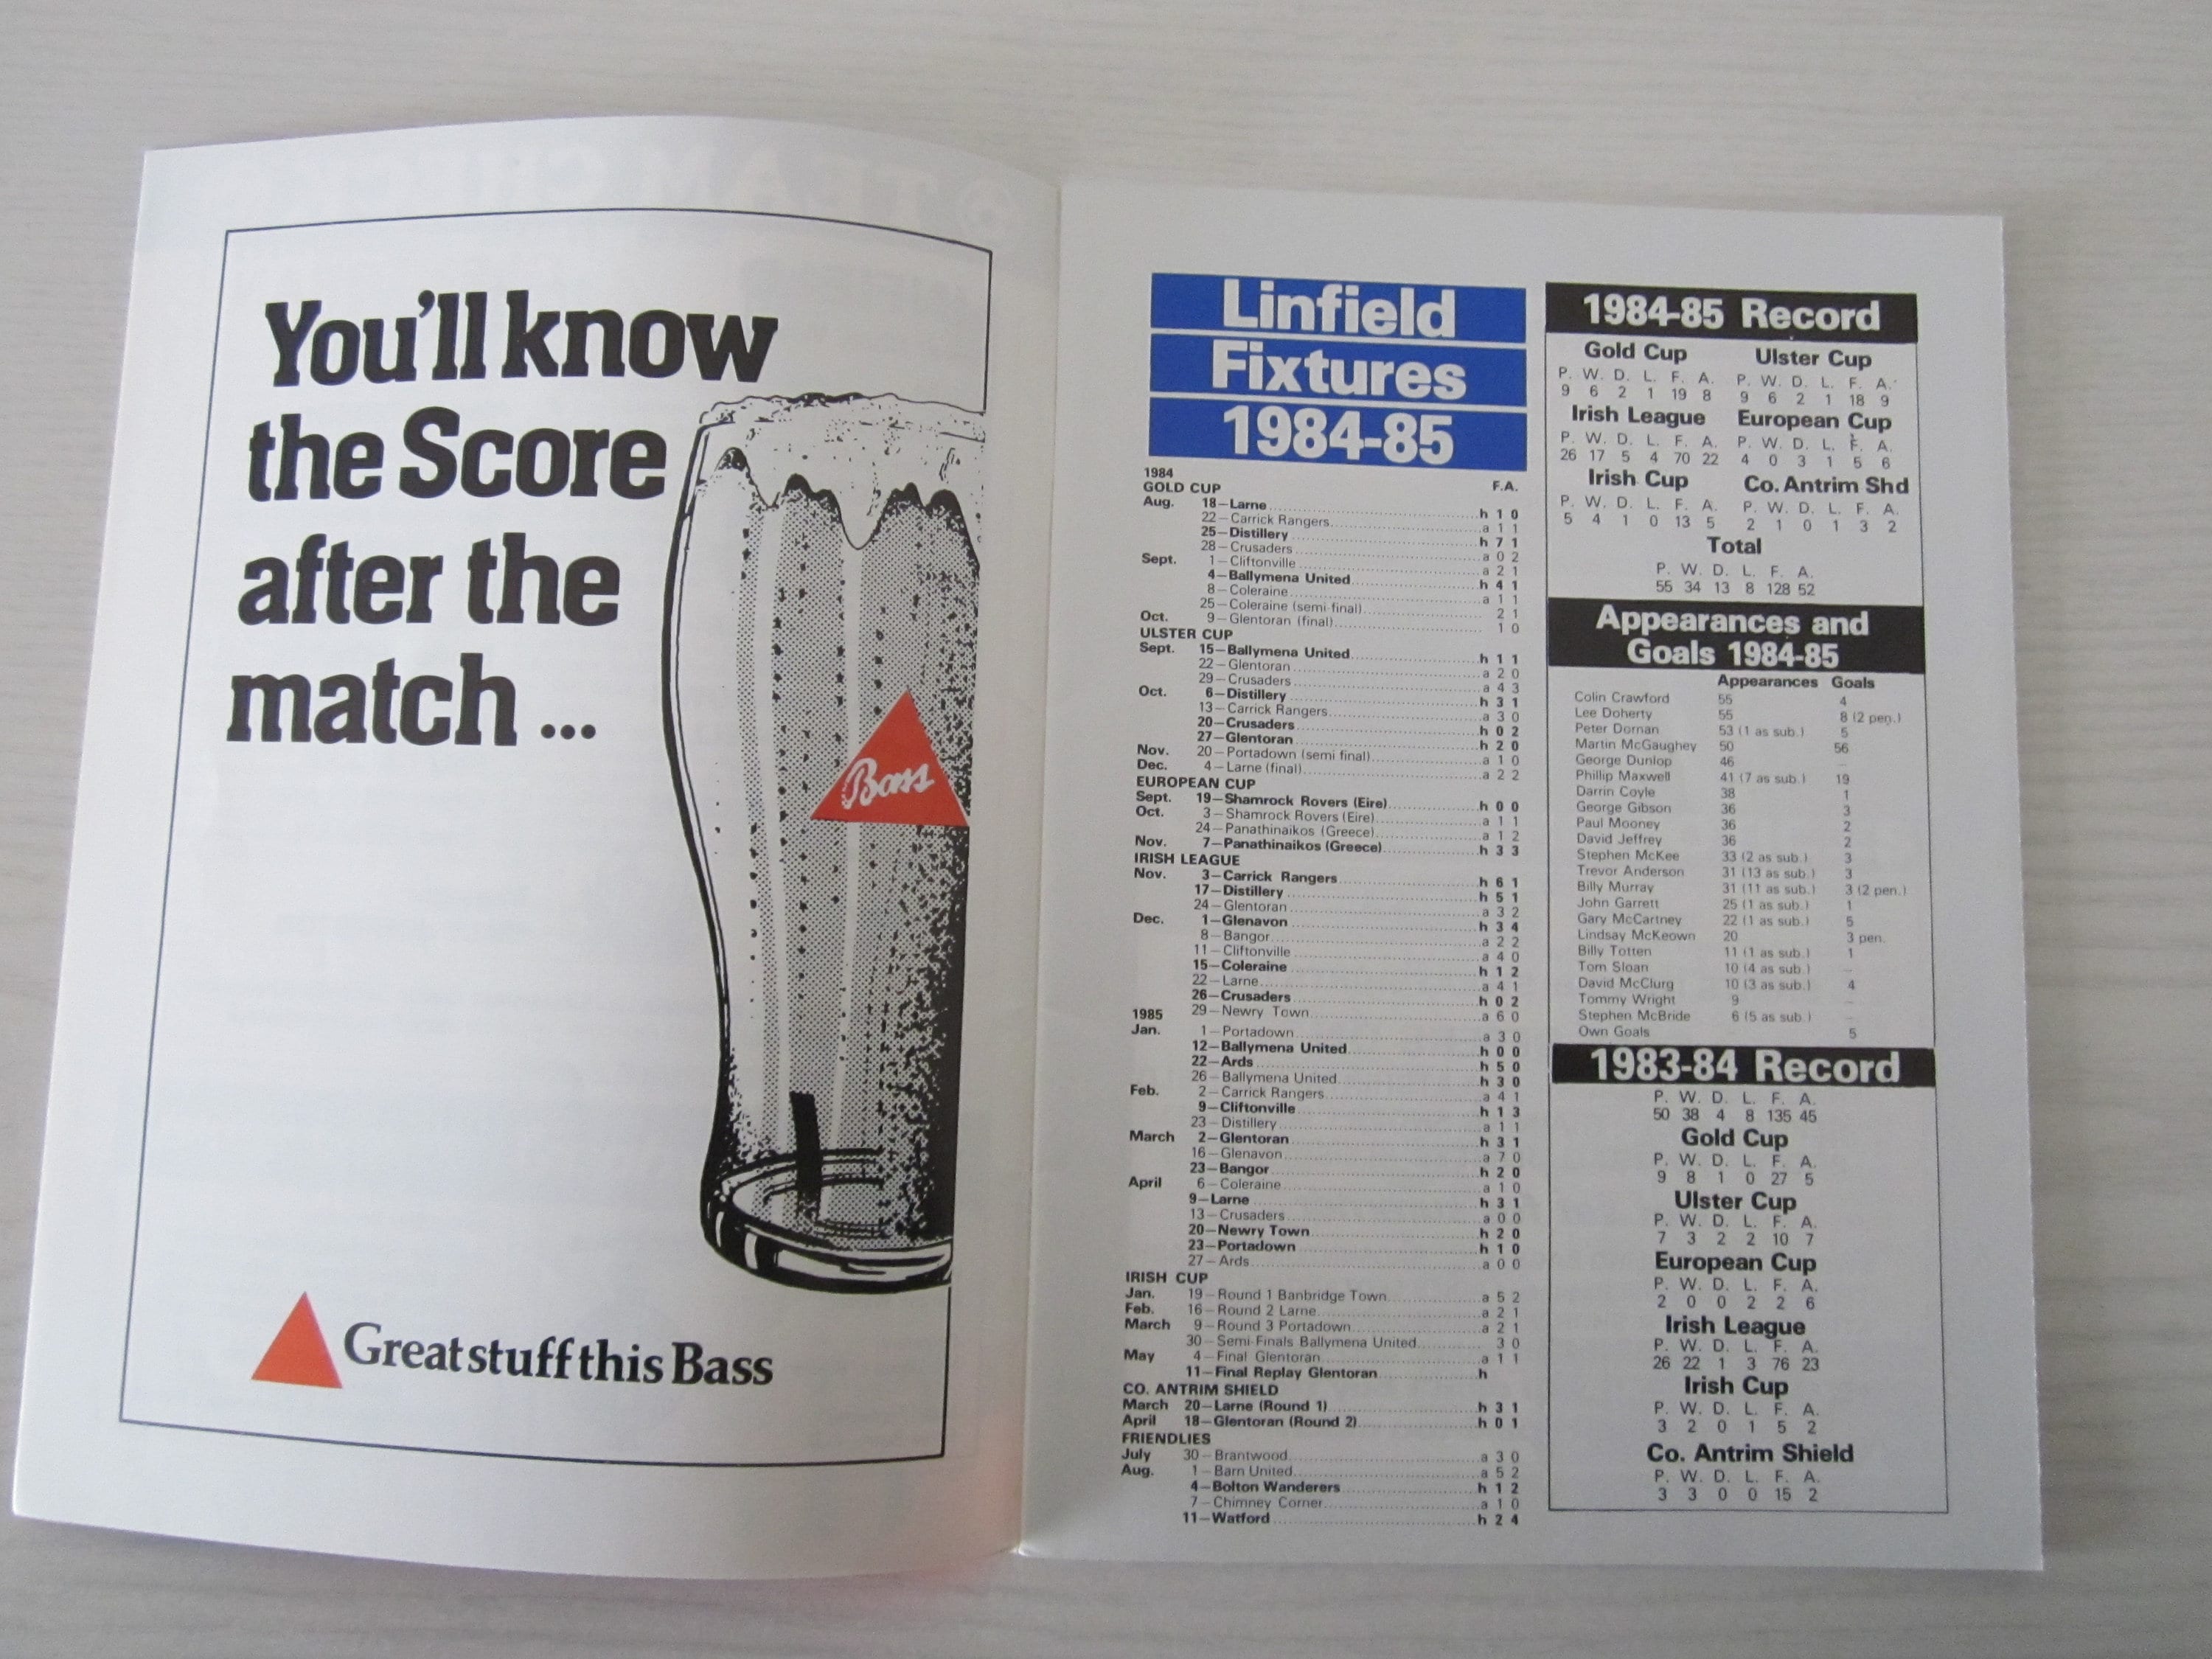 You'll know
the Score
after the
match ...
Bass
Great stuff this Bass
Linfield
Fixtures
1984-85
1984
GOLD CUP F.A.
Aug. 18—Larne h 1 0
22—Carrick Rangers a 1 1
25—Distillery h 7 1
28—Crusaders a 0 2
Sept. 1—Cliftonville a 2 1
4—Ballymena United h 4 1
8—Coleraine a 1 1
25—Coleraine (semi-final) 2 1
Oct. 9—Glentoran (final) 1 0
ULSTER CUP
Sept. 15—Ballymena United h 1 1
22—Glentoran a 2 0
29—Crusaders a 4 3
Oct. 6—Distillery h 3 1
13—Carrick Rangers a 3 0
20—Crusaders h 0 2
27—Glentoran h 2 0
Nov. 20—Portadown (semi final) a 1 0
Dec. 4—Larne (final) a 2 2
EUROPEAN CUP
Sept. 19—Shamrock Rovers (Eire) h 0 0
Oct. 3—Shamrock Rovers (Eire) a 1 1
24—Panathinaikos (Greece) a 1 2
Nov. 7—Panathinaikos (Greece) h 3 3
IRISH LEAGUE
Nov. 3—Carrick Rangers h 6 1
17—Distillery h 5 1
24—Glentoran a 3 2
Dec. 1—Glenavon h 3 4
8—Bangor a 2 2
11—Cliftonville a 4 0
15—Coleraine h 1 2
22—Larne a 4 1
26—Crusaders h 0 2
29—Newry Town a 6 0
1985
Jan. 1—Portadown a 3 0
12—Ballymena United h 0 0
22—Ards h 5 0
26—Ballymena United h 3 0
Feb. 2—Carrick Rangers a 4 1
9—Cliftonville h 1 3
23—Distillery a 1 1
March 2—Glentoran h 3 1
16—Glenavon a 7 0
23—Bangor h 2 0
April 6—Coleraine a 1 0
9—Larne h 3 1
13—Crusaders a 0 0
20—Newry Town h 2 0
23—Portadown h 1 0
27—Ards a 0 0
IRISH CUP
Jan. 19—Round 1 Banbridge Town a 5 2
Feb. 16—Round 2 Larne a 2 1
March 9—Round 3 Portadown a 2 1
30—Semi-Finals Ballymena United 3 0
May 4—Final Glentoran a 1 1
11—Final Replay Glentoran h
CO. ANTRIM SHIELD
March 20—Larne (Round 1) h 3 1
April 18—Glentoran (Round 2) h 0 1
FRIENDLIES
July 30—Brantwood a 3 0
Aug. 1—Barn United a 5 2
4—Bolton Wanderers h 1 2
7—Chimney Corner a 1 0
11—Watford h 2 4
1984-85 Record
Gold Cup Ulster Cup
P. W. D. L. F. A. P. W. D. L. F. A.
9 6 2 1 19 8 9 6 2 1 18 9
Irish League European Cup
P. W. D. L. F. A. P. W. D. L. F. A.
26 17 5 4 70 22 4 0 3 1 5 6
Irish Cup Co. Antrim Shd
P. W. D. L. F. A. P. W. D. L. F. A.
5 4 1 0 13 5 2 1 0 1 3 2
Total
P. W. D. L. F. A.
55 34 13 8 128 52
Appearances and
Goals 1984-85
Appearances Goals
Colin Crawford 55 4
Lee Doherty 55 8 (2 pen.)
Peter Dornan 53 (1 as sub.) 5
Martin McGaughey 50 56
George Dunlop 46 —
Phillip Maxwell 41 (7 as sub.) 19
Darrin Coyle 38 1
George Gibson 36 3
Paul Mooney 36 2
David Jeffrey 36 2
Stephen McKee 33 (2 as sub.) 3
Trevor Anderson 31 (13 as sub.) 3
Billy Murray 31 (11 as sub.) 3 (2 pen.)
John Garrett 25 (1 as sub.) 1
Gary McCartney 22 (1 as sub.) 5
Lindsay McKeown 20 3 pen.
Billy Totten 11 (1 as sub.) 1
Tom Sloan 10 (4 as sub.) —
David McClurg 10 (3 as sub.) 4
Tommy Wright 9 —
Stephen McBride 6 (5 as sub.) —
Own Goals 5
1983-84 Record
P. W. D. L. F. A.
50 38 4 8 135 45
Gold Cup
P. W. D. L. F. A.
9 8 1 0 27 5
Ulster Cup
P. W. D. L. F. A.
7 3 2 2 10 7
European Cup
P. W. D. L. F. A.
2 0 0 2 2 6
Irish League
P. W. D. L. F. A.
26 22 1 3 76 23
Irish Cup
P. W. D. L. F. A.
3 2 0 1 5 2
Co. Antrim Shield
P. W. D. L. F. A.
3 3 0 0 15 2